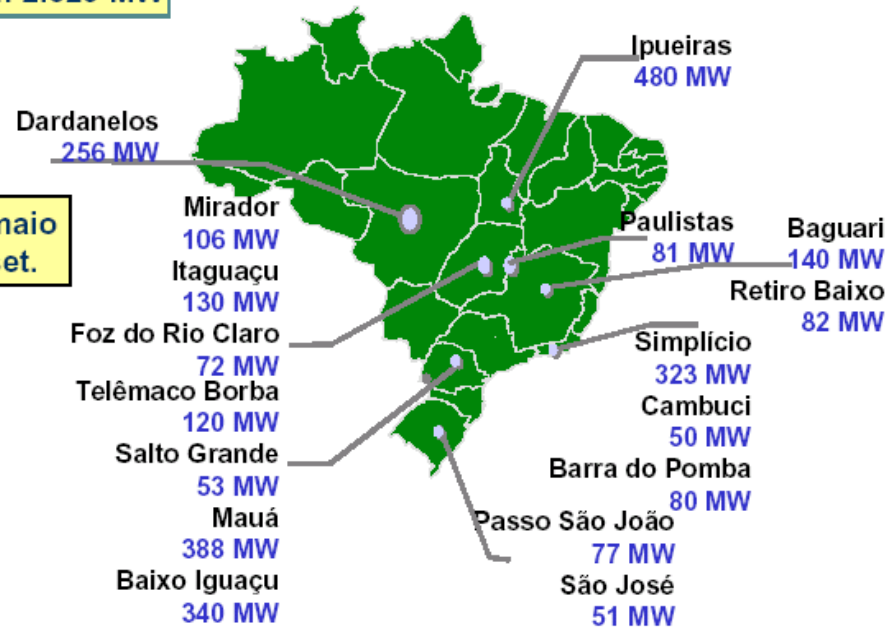 Ipueiras
480 MW
Dardanelos
256 MW
maio
set.
Mirador
106 MW
Itaguaçu
130 MW
Foz do Rio Claro
72 MW
Telêmaco Borba
120 MW
Salto Grande
53 MW
Mauá
388 MW
Baixo Iguaçu
340 MW
Paulistas
81 MW
Baguari
140 MW
Retiro Baixo
82 MW
Simplício
323 MW
Cambuci
50 MW
Barra do Pomba
80 MW
Passo São João
77 MW
São José
51 MW